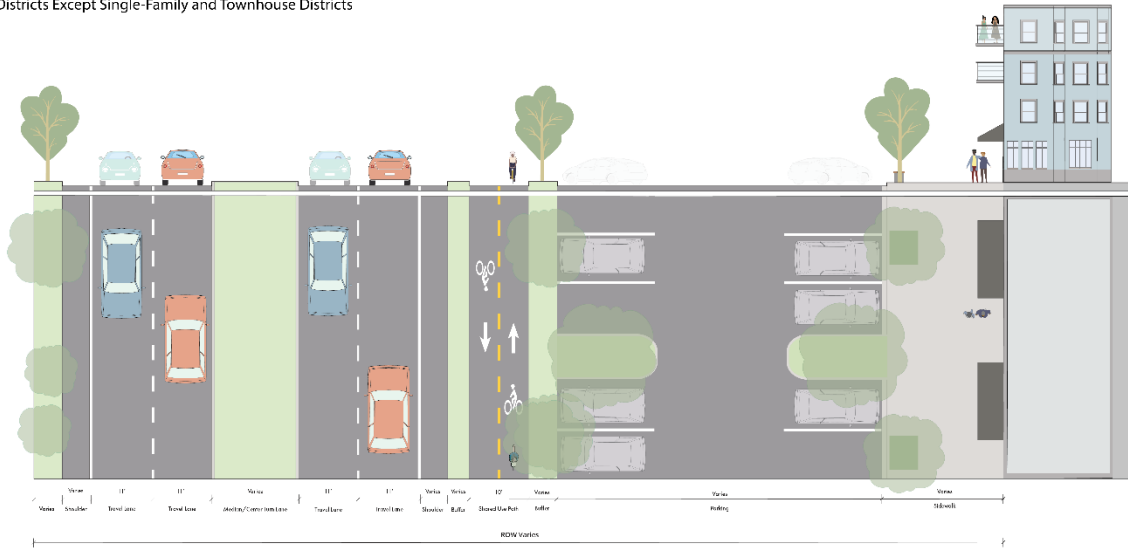 Districts Except Single-Family and Townhouse Districts
Varies 11' 11' Varies 11' 11' Varies Varies 10' Varies Varies Varies
Varies Shoulder Travel Lane Travel Lane Median/Center Turn Lane Travel Lane Travel Lane Shoulder Buffer Shared Use Path Buffer Parking Sidewalk
ROW Varies